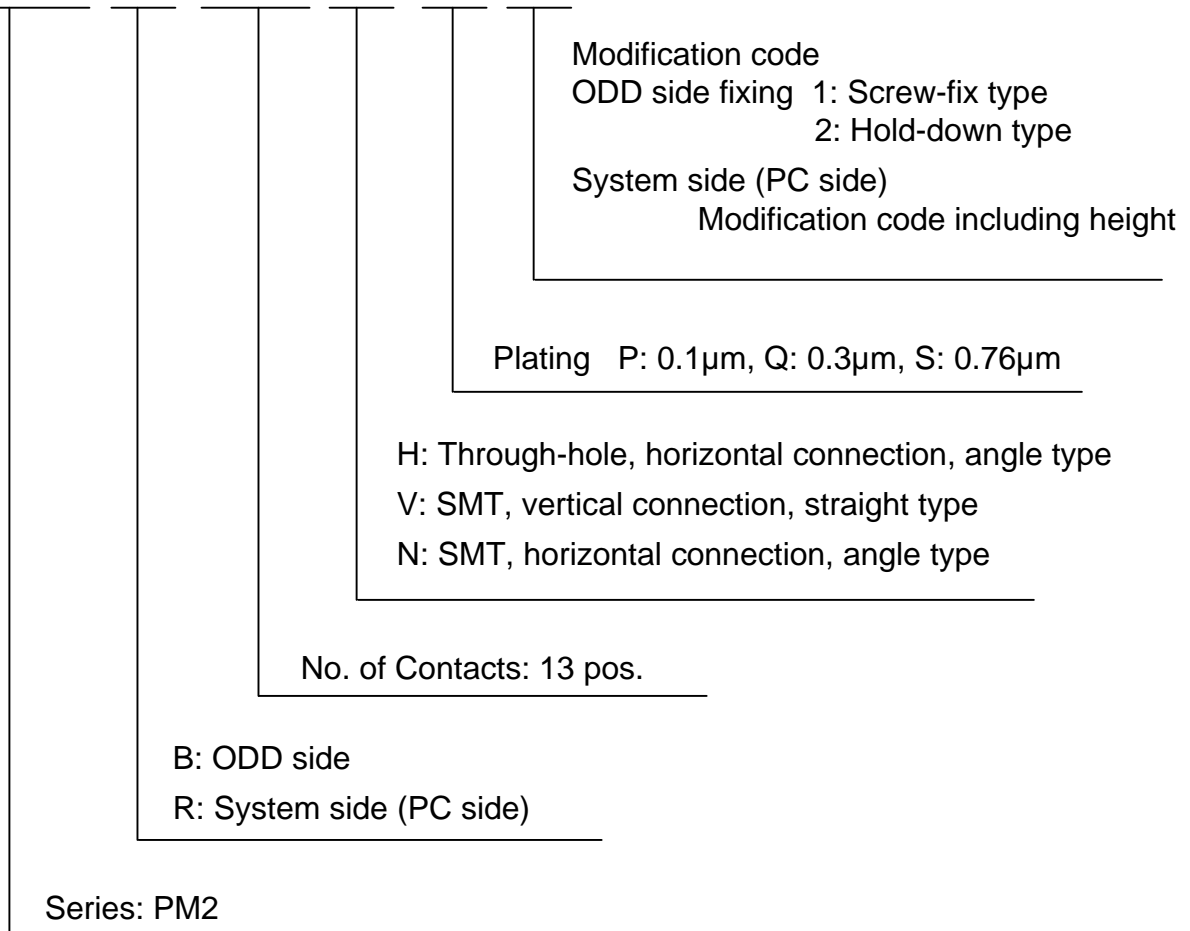 Modification code
ODD side fixing 1: Screw-fix type
2: Hold-down type
System side (PC side)
Modification code including height
Plating P: 0.1µm, Q: 0.3µm, S: 0.76µm
H: Through-hole, horizontal connection, angle type
V: SMT, vertical connection, straight type
N: SMT, horizontal connection, angle type
No. of Contacts: 13 pos.
B: ODD side
R: System side (PC side)
Series: PM2